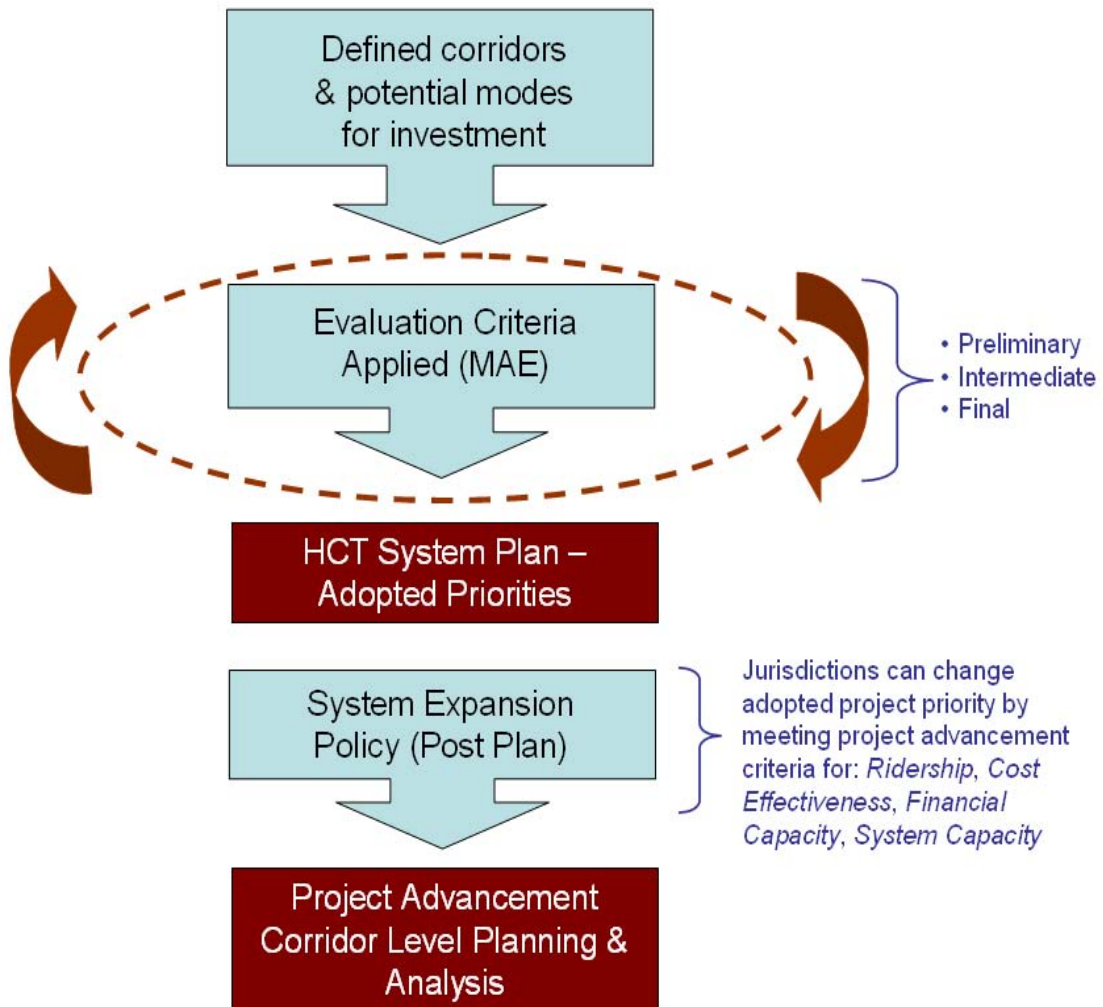 Defined corridors
& potential modes
for investment
Evaluation Criteria
Applied (MAE)
• Preliminary
• Intermediate
• Final
HCT System Plan –
Adopted Priorities
System Expansion
Policy (Post Plan)
Jurisdictions can change
adopted project priority by
meeting project advancement
criteria for: Ridership, Cost
Effectiveness, Financial
Capacity, System Capacity
Project Advancement
Corridor Level Planning &
Analysis